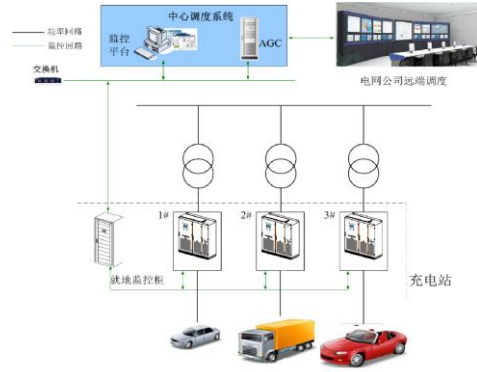 功率回路
监控回路
中心调度系统
监控
平台
AGC
交换机
电网公司远端调度
1#
2#
3#
就地监控柜
充电站